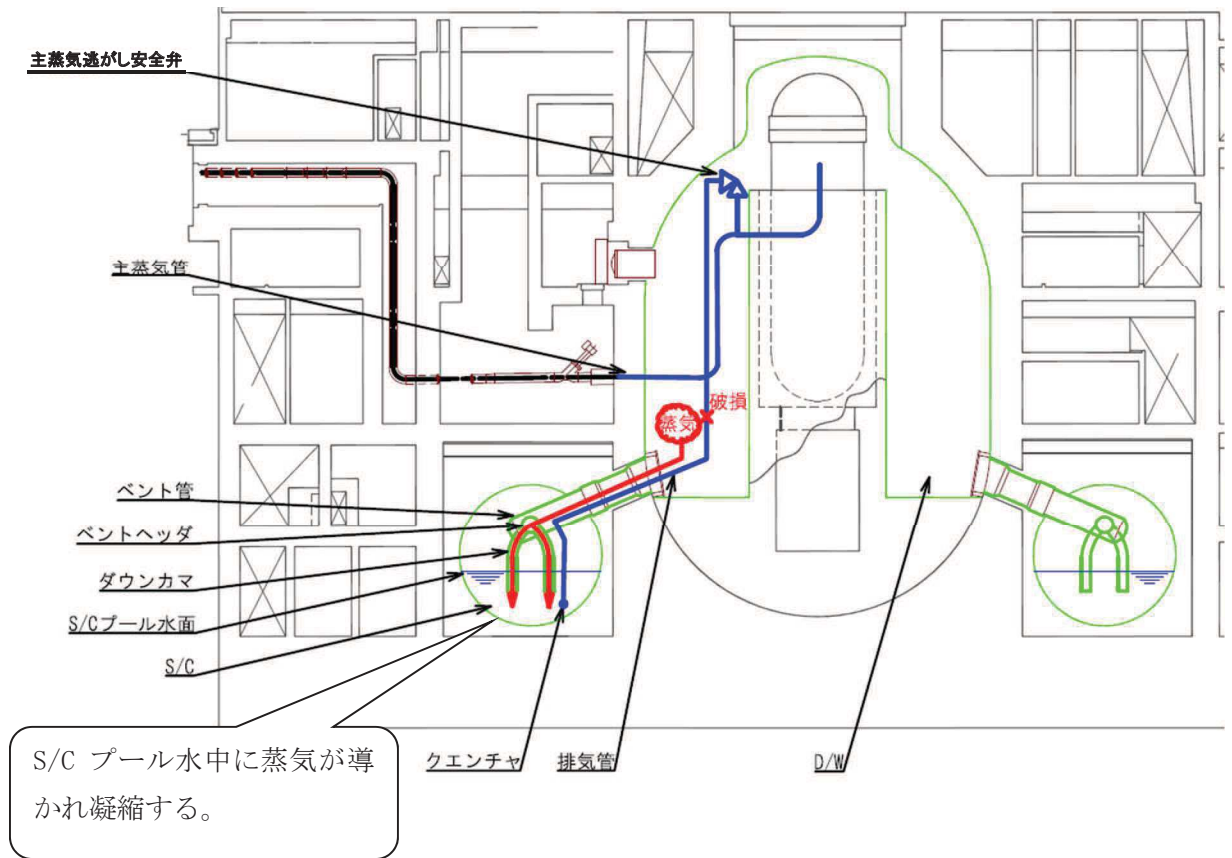 主蒸気逃がし安全弁
主蒸気管
破損
蒸気
ベント管
ベントヘッダ
ダウンカマ
S/Cプール水面
S/C
クエンチャ
排気管
D/W
S/C プール水中に蒸気が導
かれ凝縮する。